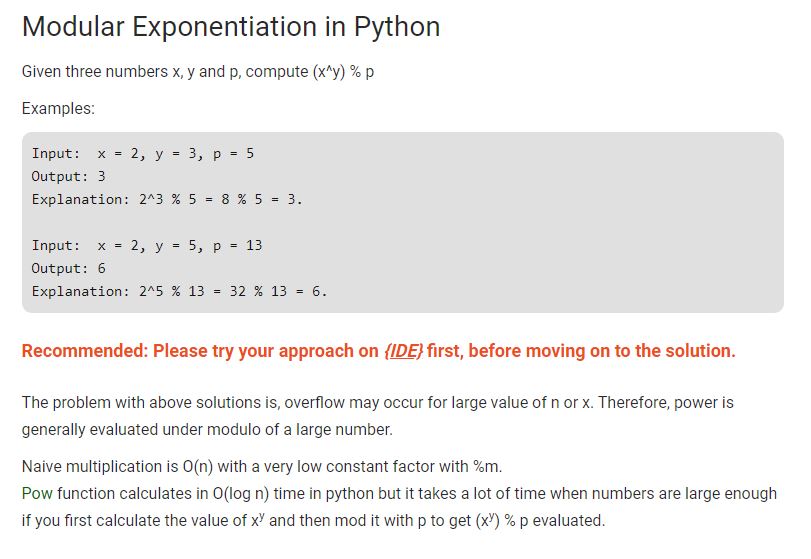 Modular Exponentiation in Python
Given three numbers x, y and p, compute (x^y) % p
Examples:
Input:  x = 2, y = 3, p = 5
Output: 3
Explanation: 2^3 % 5 = 8 % 5 = 3.
Input:  x = 2, y = 5, p = 13
Output: 6
Explanation: 2^5 % 13 = 32 % 13 = 6.
Recommended: Please try your approach on {IDE} first, before moving on to the solution.
The problem with above solutions is, overflow may occur for large value of n or x. Therefore, power is
generally evaluated under modulo of a large number.
Naive multiplication is O(n) with a very low constant factor with %m.
Pow function calculates in O(log n) time in python but it takes a lot of time when numbers are large enough
if you first calculate the value of xʸ and then mod it with p to get (xʸ) % p evaluated.